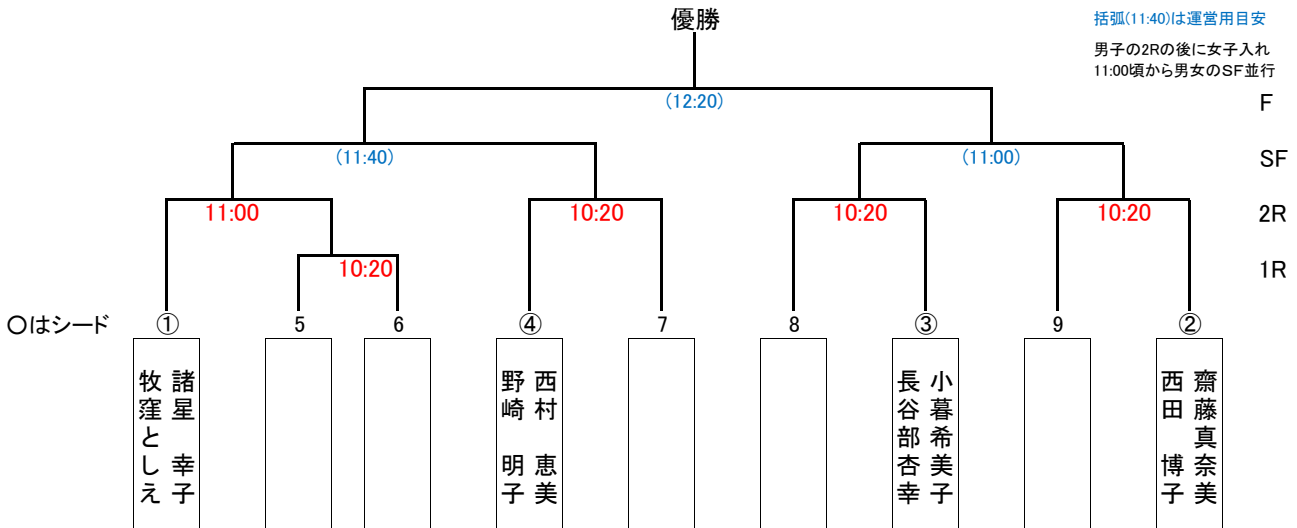 優勝
括弧(11:40)は運営用目安
男子の2Rの後に女子入れ
11:00頃から男女のSF並行
(12:20)
F
(11:40)
(11:00)
SF
11:00
10:20
10:20
10:20
2R
10:20
1R
〇はシード
①
5
6
④
7
8
③
9
②
諸星 幸子
牧窪としえ
西村 恵美
野崎 明子
小暮希美子
長谷部杏幸
齋藤真奈美
西田 博子